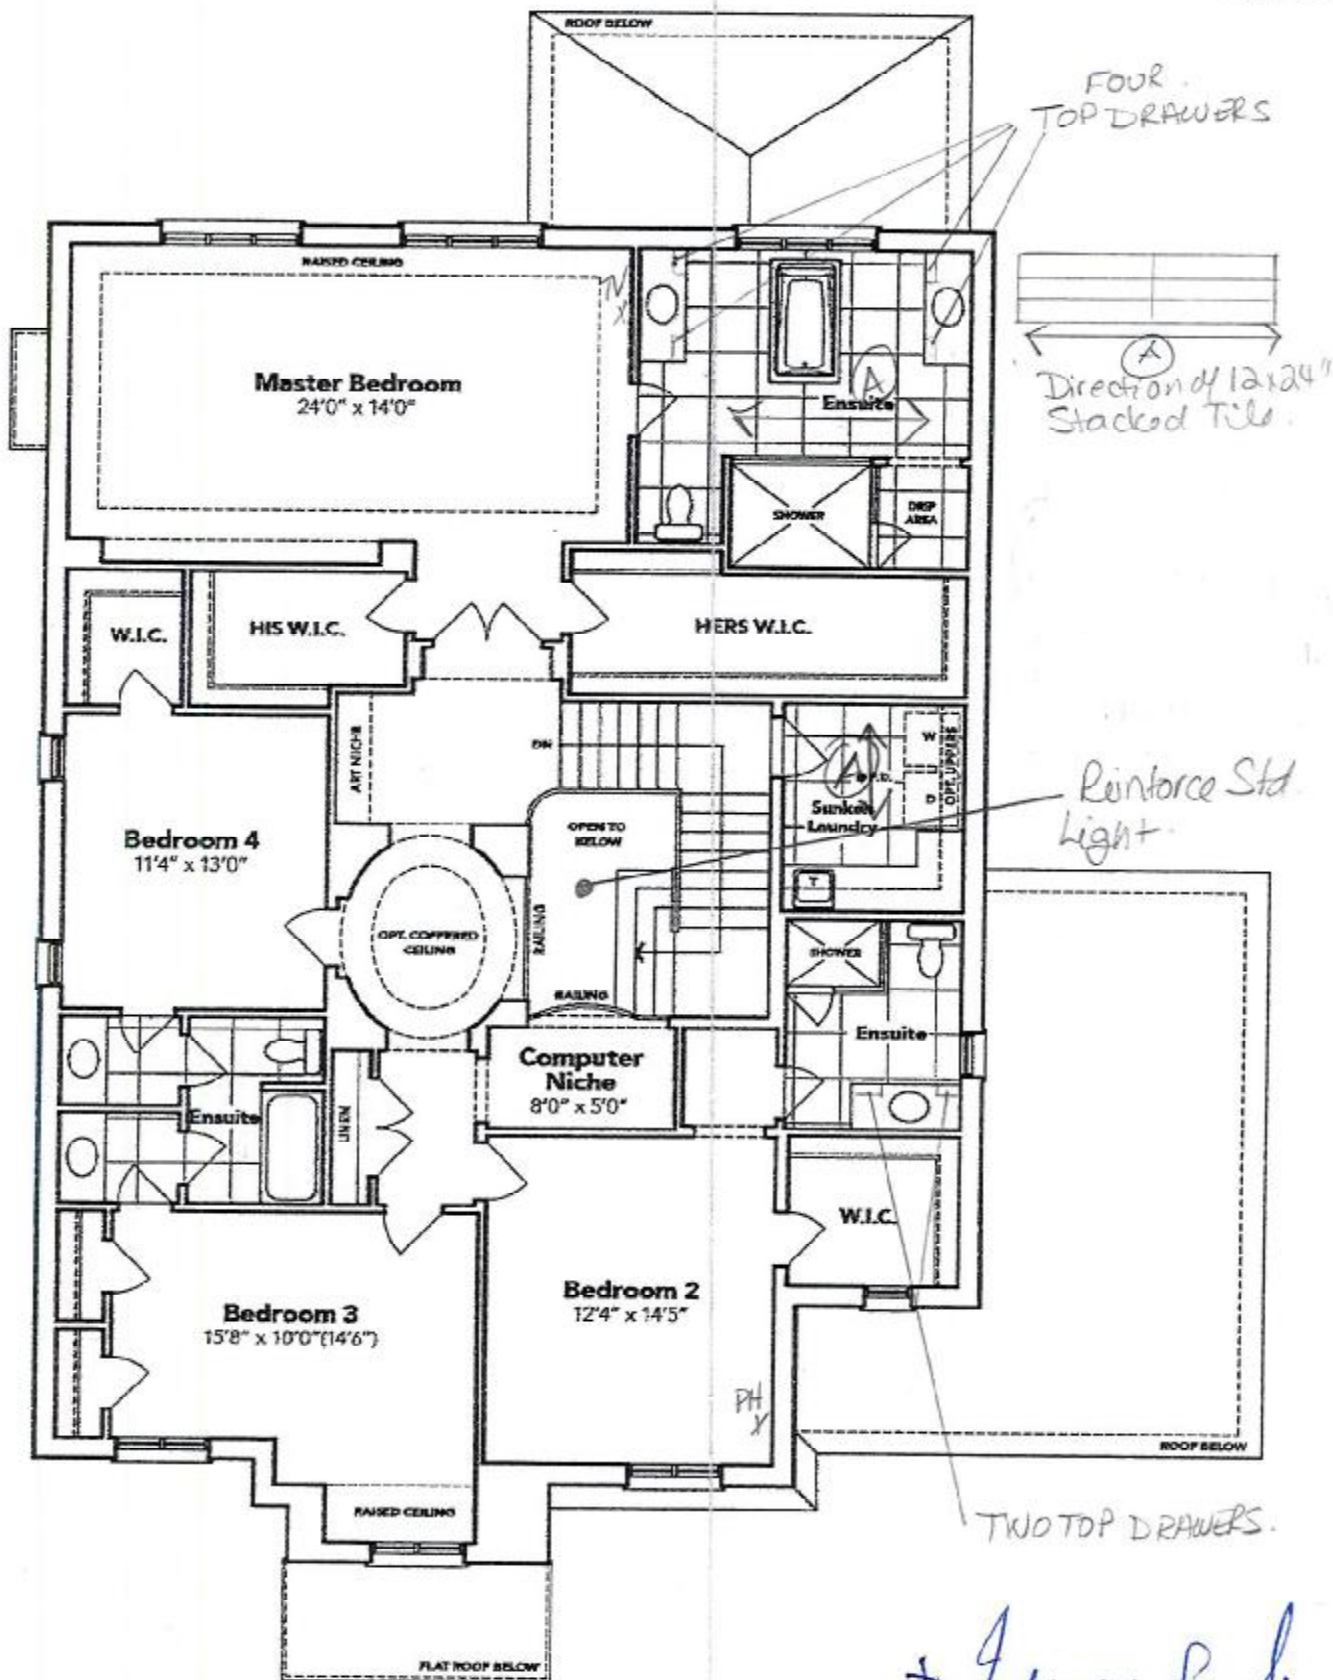 ROOF BELOW
FOUR
TOP DRAWERS
RAISED CEILING
Master Bedroom
24'0" x 14'0"
A
Ensuite
A
Direction of 12x24"
Stacked Tile.
SHOWER
DRIP
AREA
W.I.C.
HIS W.I.C.
HERS W.I.C.
ART NICHE
DN
W
D
OPT. UPPERS
A
F.D.
Sunken
Laundry
T
Reinforce Std.
Light
OPEN TO
BELOW
Bedroom 4
11'4" x 13'0"
OPT. COFFERED
CEILING
RAILING
RAILING
SHOWER
Ensuite
Computer
Niche
8'0" x 5'0"
Ensuite
LINEN
W.I.C.
Bedroom 2
12'4" x 14'5"
Bedroom 3
15'8" x 10'0"(14'6")
PH
X
ROOF BELOW
RAISED CEILING
TWO TOP DRAWERS.
FLAT ROOF BELOW